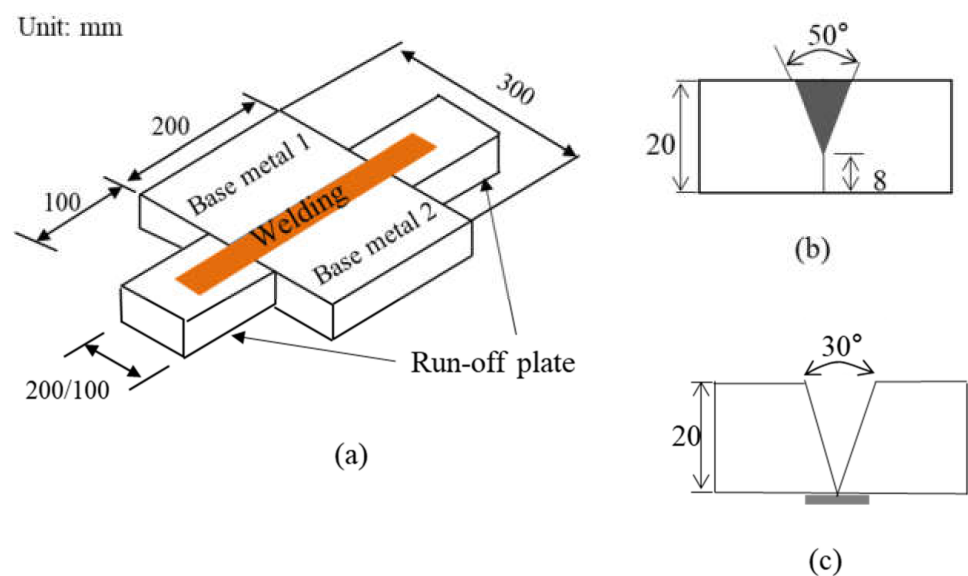 Unit: mm
200
300
100
Base metal 1
Welding
Base metal 2
Run-off plate
200/100
(a)
50°
20
8
(b)
30°
20
(c)